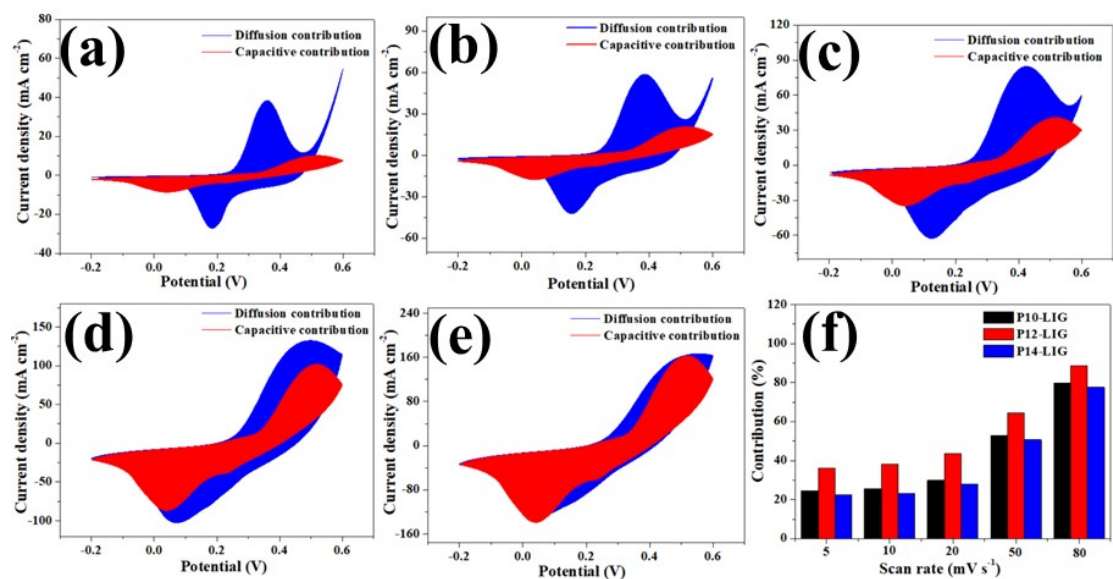 (a)
Diffusion contribution
Capacitive contribution
Current density (mA cm⁻²)
80
60
40
20
0
-20
40
-0.2 0.0 0.2 0.4 0.6
Potential (V)
(b)
Diffusion contribution
Capacitive contribution
Current density (mA cm⁻²)
90
60
30
0
-30
-60
-0.2 0.0 0.2 0.4 0.6
Potential (V)
(c)
Diffusion contribution
Capacitive contribution
Current density (mA cm⁻²)
120
90
60
30
0
-30
-60
-0.2 0.0 0.2 0.4 0.6
Potential (V)
(d)
Diffusion contribution
Capacitive contribution
Current density (mA cm⁻²)
150
125
100
75
50
25
0
-50
-100
-0.2 0.0 0.2 0.4 0.6
Potential (V)
(e)
Diffusion contribution
Capacitive contribution
Current density (mA cm⁻²)
240
160
80
0
-80
-160
-0.2 0.0 0.2 0.4 0.6
Potential (V)
(f)
P10-LIG
P12-LIG
P14-LIG
Contribution (%)
120
100
80
60
40
20
0
5 10 20 50 80
Scan rate (mV s⁻¹)